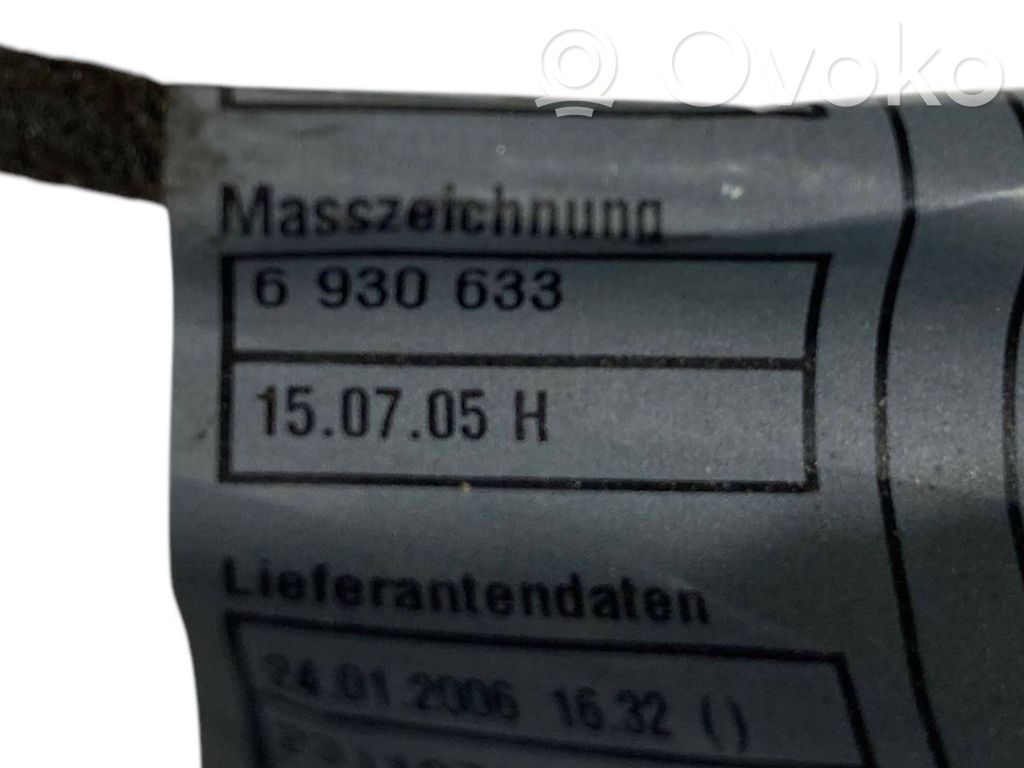 Ovoko
Masszeichnung
6 930 633
15.07.05 H
Lieferantendaten
24.01.2006 16.32 ()